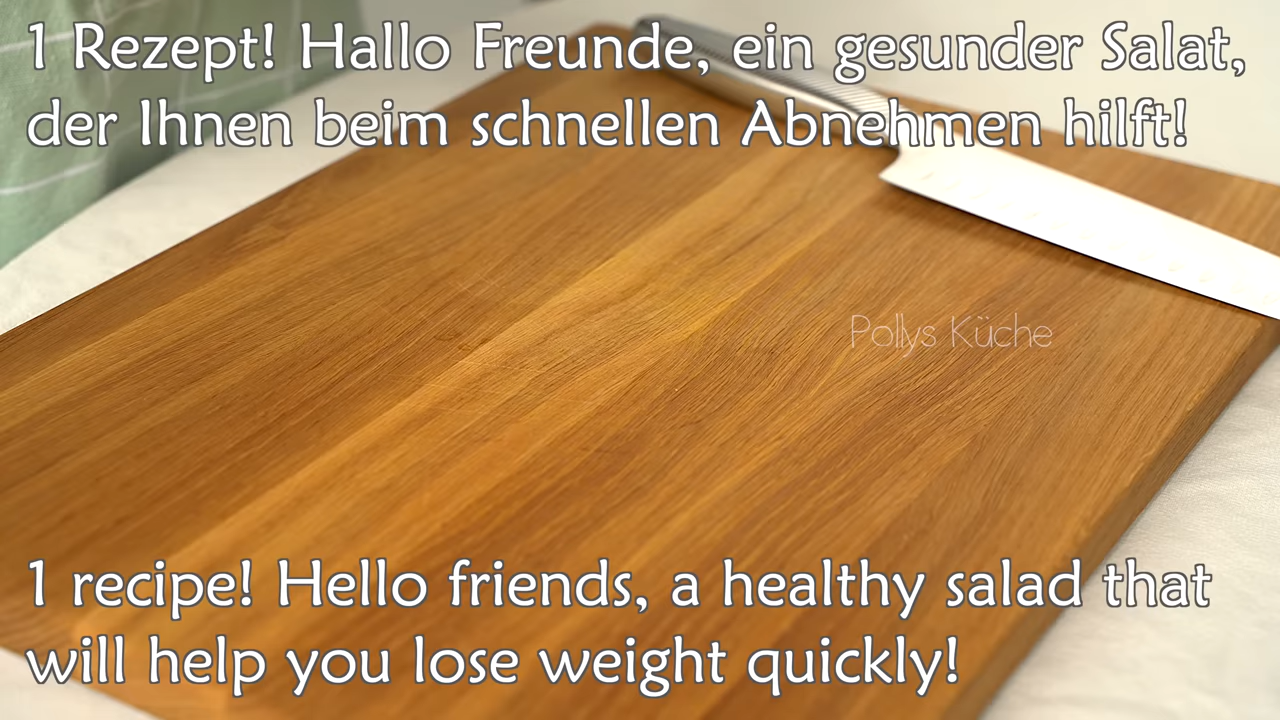 1 Rezept! Hallo Freunde, ein gesunder Salat,
der Ihnen beim schnellen Abnehmen hilft!
Pollys Küche
1 recipe! Hello friends, a healthy salad that
will help you lose weight quickly!